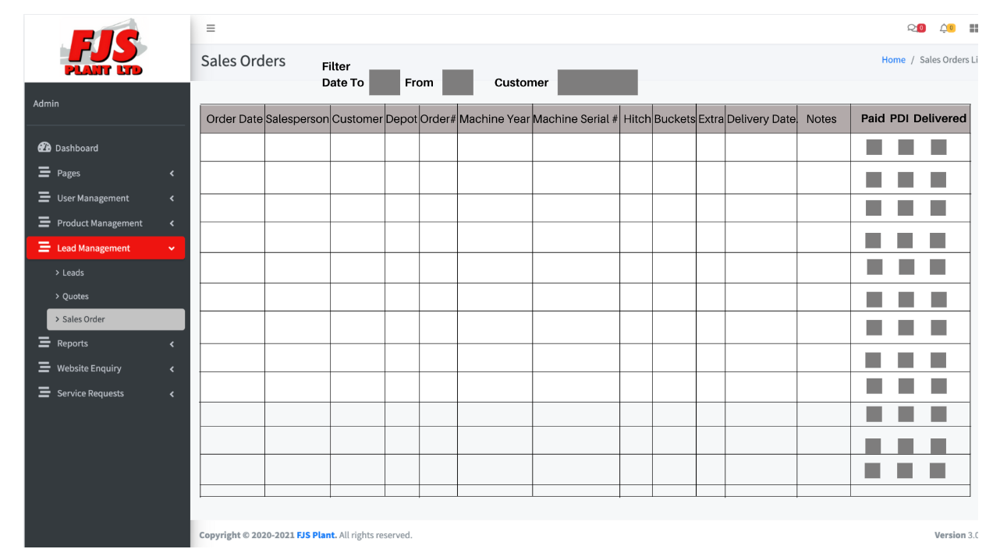 FJS
PLANT LTD
Admin
Dashboard
Pages
User Management
Product Management
Lead Management
> Leads
> Quotes
> Sales Order
Reports
Website Enquiry
Service Requests
0
0
Sales Orders
Home / Sales Orders Li
Filter
Date To From Customer
Order Date Salesperson Customer Depot Order# Machine Year Machine Serial # Hitch Buckets Extra Delivery Date. Notes Paid PDI Delivered
Copyright © 2020-2021 FJS Plant. All rights reserved.
Version 3.0